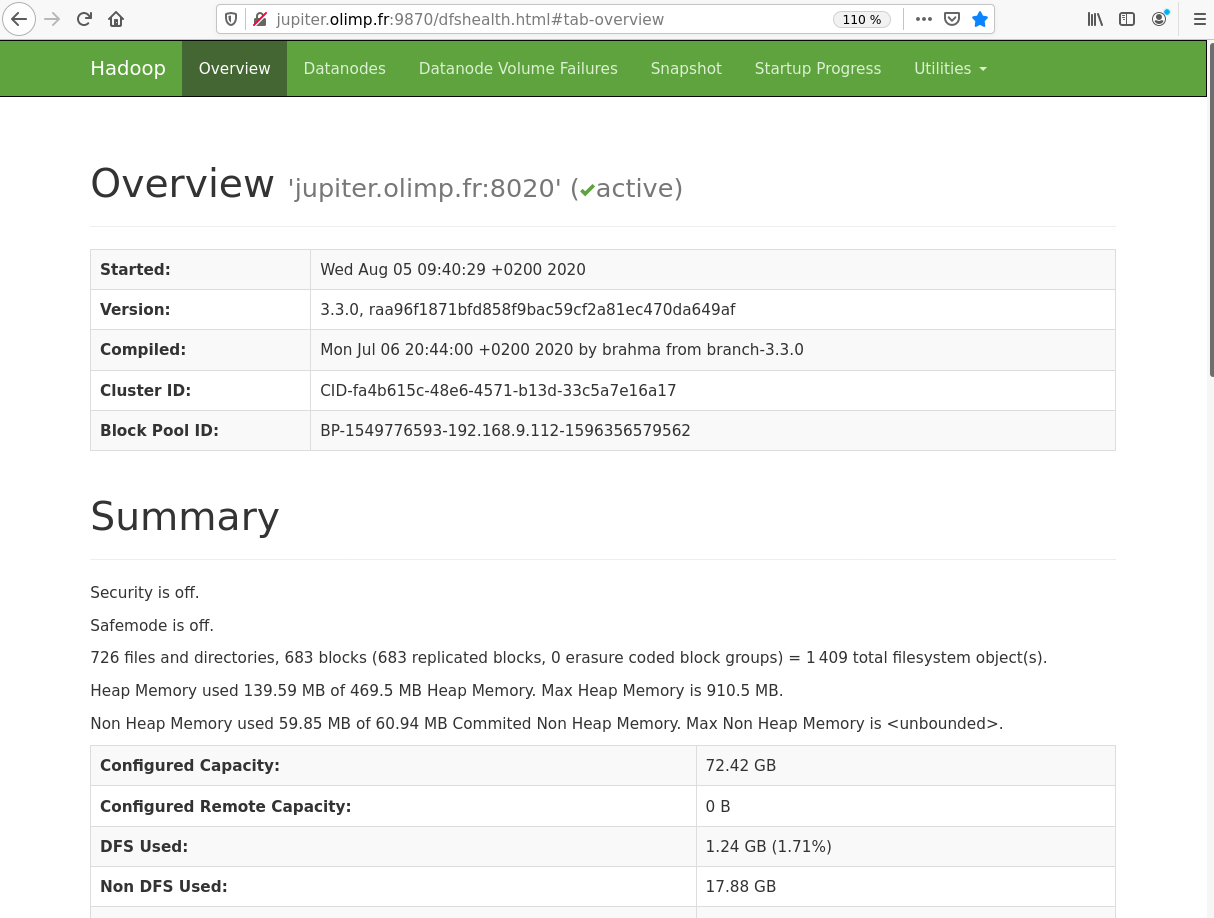 jupiter.olimp.fr:9870/dfshealth.html#tab-overview 110 %
Hadoop Overview Datanodes Datanode Volume Failures Snapshot Startup Progress Utilities
Overview 'jupiter.olimp.fr:8020' (✔active)
Started: Wed Aug 05 09:40:29 +0200 2020
Version: 3.3.0, raa96f1871bfd858f9bac59cf2a81ec470da649af
Compiled: Mon Jul 06 20:44:00 +0200 2020 by brahma from branch-3.3.0
Cluster ID: CID-fa4b615c-48e6-4571-b13d-33c5a7e16a17
Block Pool ID: BP-1549776593-192.168.9.112-1596356579562
Summary
Security is off.
Safemode is off.
726 files and directories, 683 blocks (683 replicated blocks, 0 erasure coded block groups) = 1 409 total filesystem object(s).
Heap Memory used 139.59 MB of 469.5 MB Heap Memory. Max Heap Memory is 910.5 MB.
Non Heap Memory used 59.85 MB of 60.94 MB Commited Non Heap Memory. Max Non Heap Memory is <unbounded>.
Configured Capacity: 72.42 GB
Configured Remote Capacity: 0 B
DFS Used: 1.24 GB (1.71%)
Non DFS Used: 17.88 GB